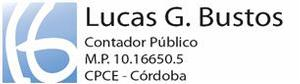 Lucas G. Bustos
Contador Público
M.P. 10.16650.5
CPCE - Córdoba